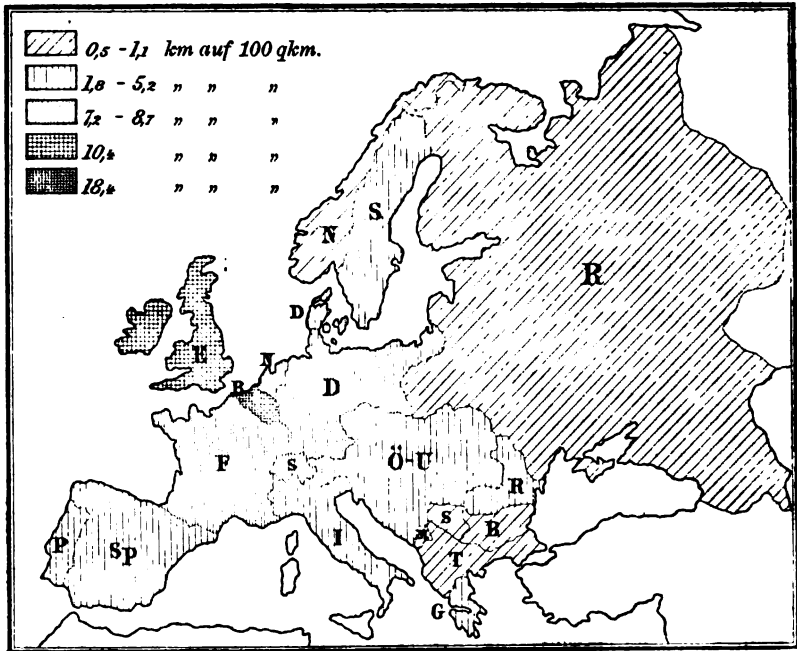 0,5 - 1,1 km auf 100 qkm.
1,8 - 5,2 " " "
7,2 - 8,7 " " "
10,4 " " "
18,4 " " "
S
N
R
D
E
N
B
D
F
S
Ö-U
R
S
B
M
P
Sp
I
T
G